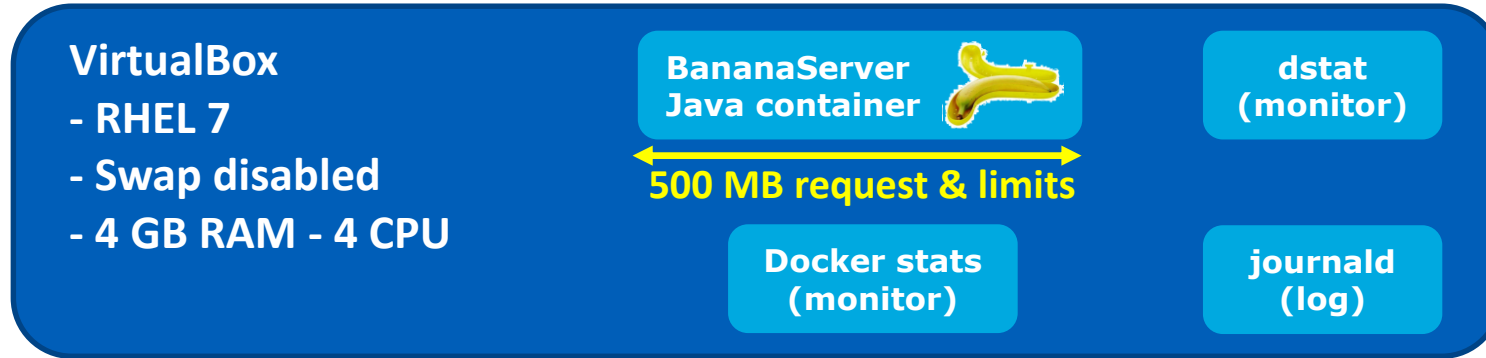 VirtualBox
- RHEL 7
- Swap disabled
- 4 GB RAM - 4 CPU
BananaServer
Java container
500 MB request & limits
Docker stats
(monitor)
dstat
(monitor)
journald
(log)